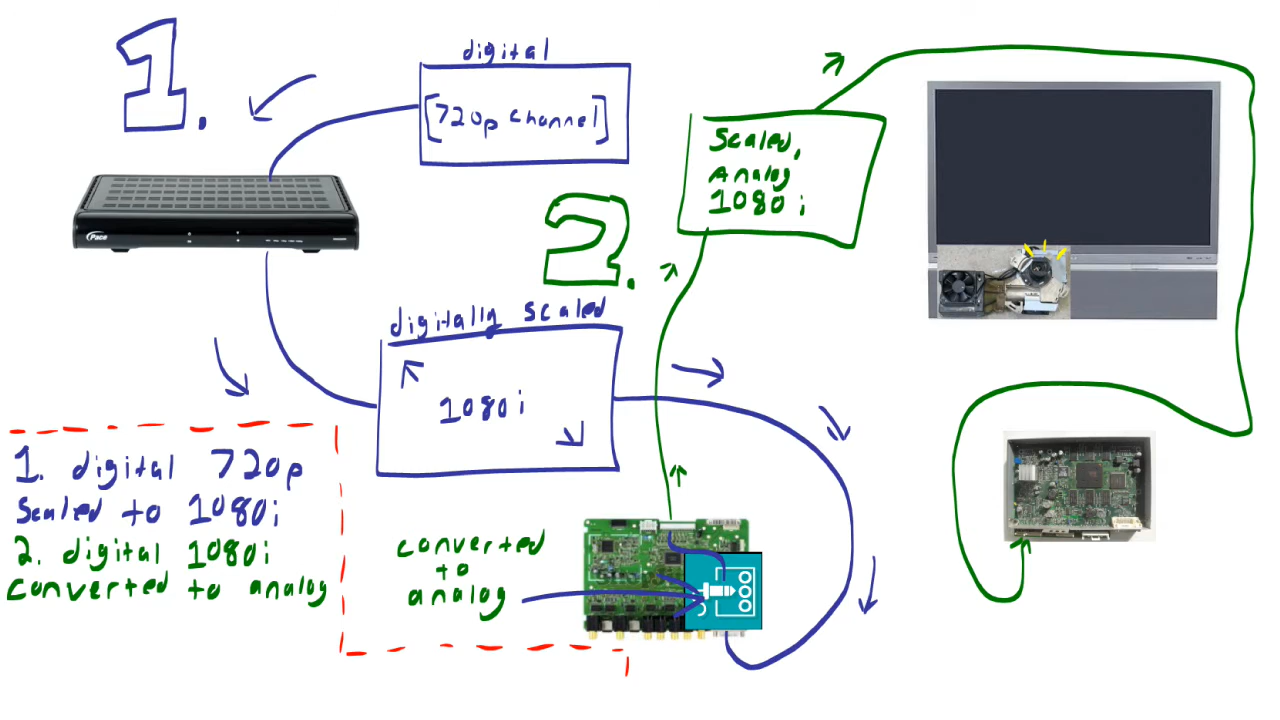 1.
digital
[720p channel]
Pace
2.
digitally scaled
1080i
Scaled,
Analog
1080i
converted
to
analog
1. digital 720p
Scaled to 1080i
2. digital 1080i
converted to analog